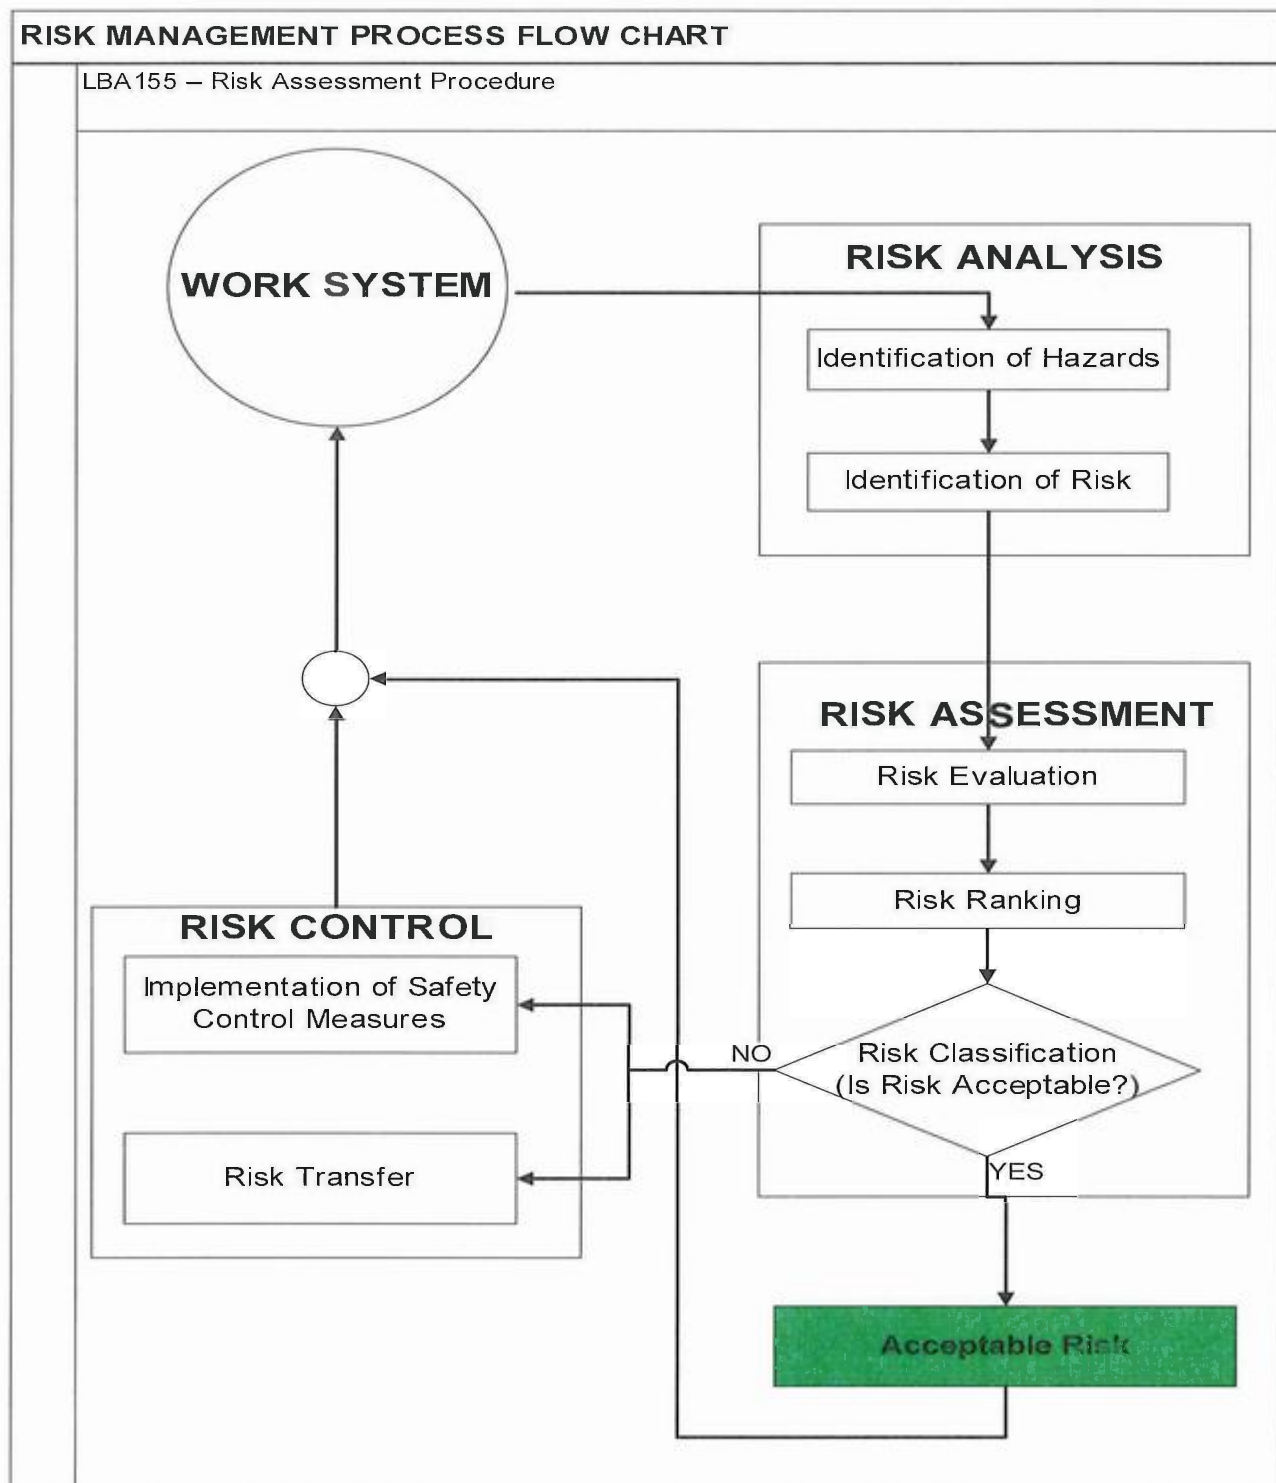 RISK MANAGEMENT PROCESS FLOW CHART
LBA155 – Risk Assessment Procedure
WORK SYSTEM
RISK ANALYSIS
Identification of Hazards
Identification of Risk
RISK ASSESSMENT
Risk Evaluation
Risk Ranking
Risk Classification
(Is Risk Acceptable?)
NO
YES
RISK CONTROL
Implementation of Safety
Control Measures
Risk Transfer
Acceptable Risk